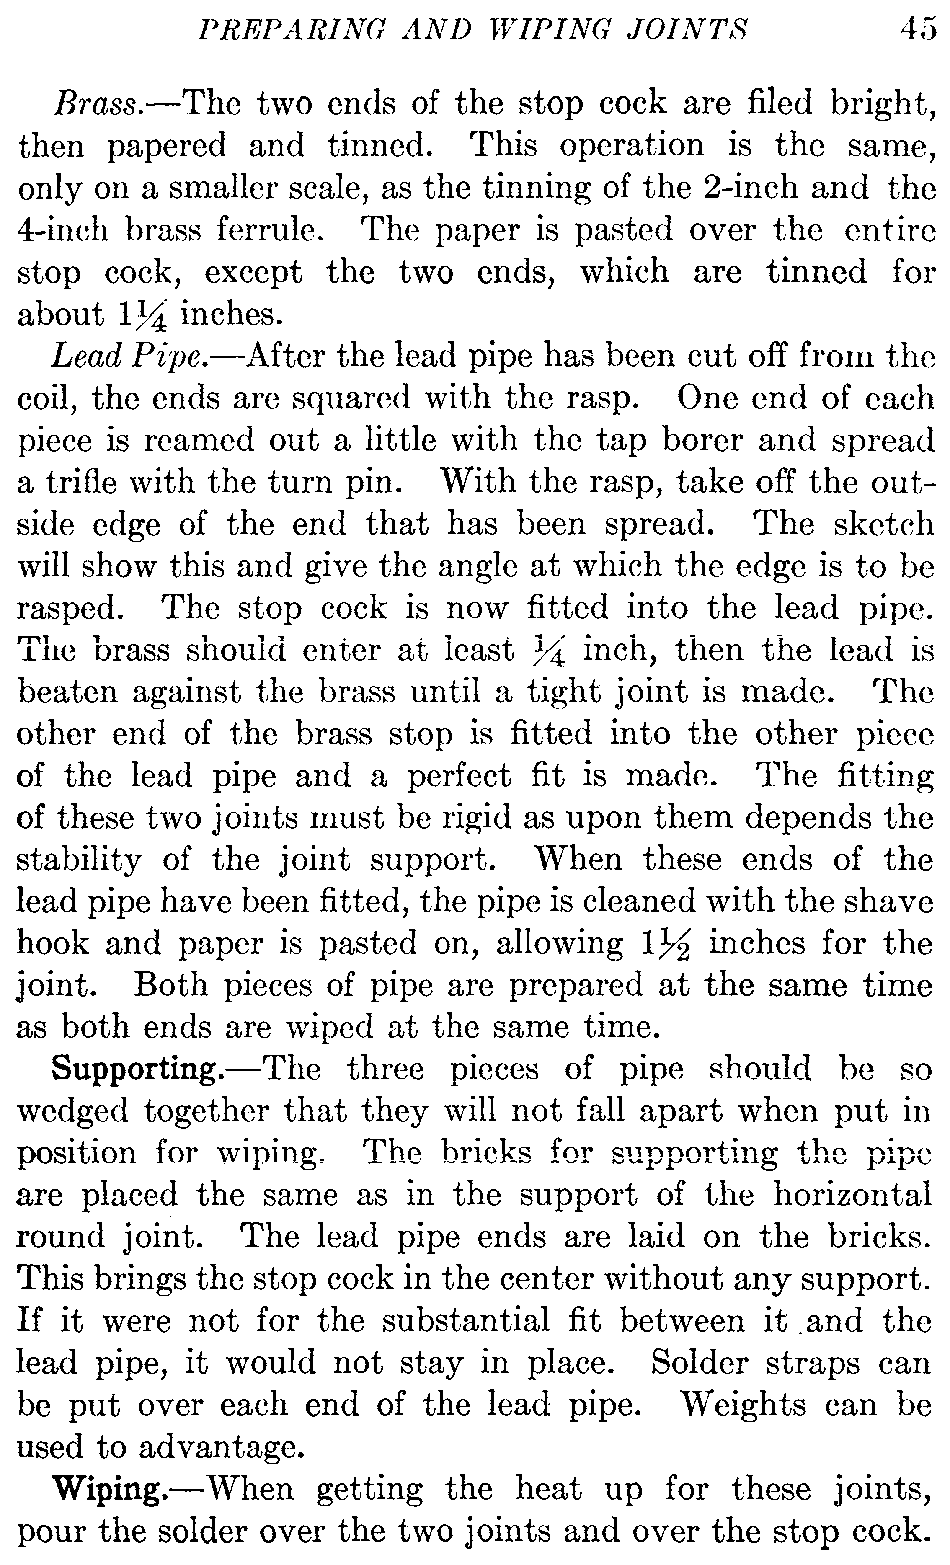 PREPARING AND WIPING JOINTS 45
Brass.—The two ends of the stop cock are filed bright,
then papered and tinned. This operation is the same,
only on a smaller scale, as the tinning of the 2-inch and the
4-inch brass ferrule. The paper is pasted over the entire
stop cock, except the two ends, which are tinned for
about 1¼ inches.
Lead Pipe.—After the lead pipe has been cut off from the
coil, the ends are squared with the rasp. One end of each
piece is reamed out a little with the tap borer and spread
a trifle with the turn pin. With the rasp, take off the out-
side edge of the end that has been spread. The sketch
will show this and give the angle at which the edge is to be
rasped. The stop cock is now fitted into the lead pipe.
The brass should enter at least ¼ inch, then the lead is
beaten against the brass until a tight joint is made. The
other end of the brass stop is fitted into the other piece
of the lead pipe and a perfect fit is made. The fitting
of these two joints must be rigid as upon them depends the
stability of the joint support. When these ends of the
lead pipe have been fitted, the pipe is cleaned with the shave
hook and paper is pasted on, allowing 1½ inches for the
joint. Both pieces of pipe are prepared at the same time
as both ends are wiped at the same time.
Supporting.—The three pieces of pipe should be so
wedged together that they will not fall apart when put in
position for wiping. The bricks for supporting the pipe
are placed the same as in the support of the horizontal
round joint. The lead pipe ends are laid on the bricks.
This brings the stop cock in the center without any support.
If it were not for the substantial fit between it and the
lead pipe, it would not stay in place. Solder straps can
be put over each end of the lead pipe. Weights can be
used to advantage.
Wiping.—When getting the heat up for these joints,
pour the solder over the two joints and over the stop cock.